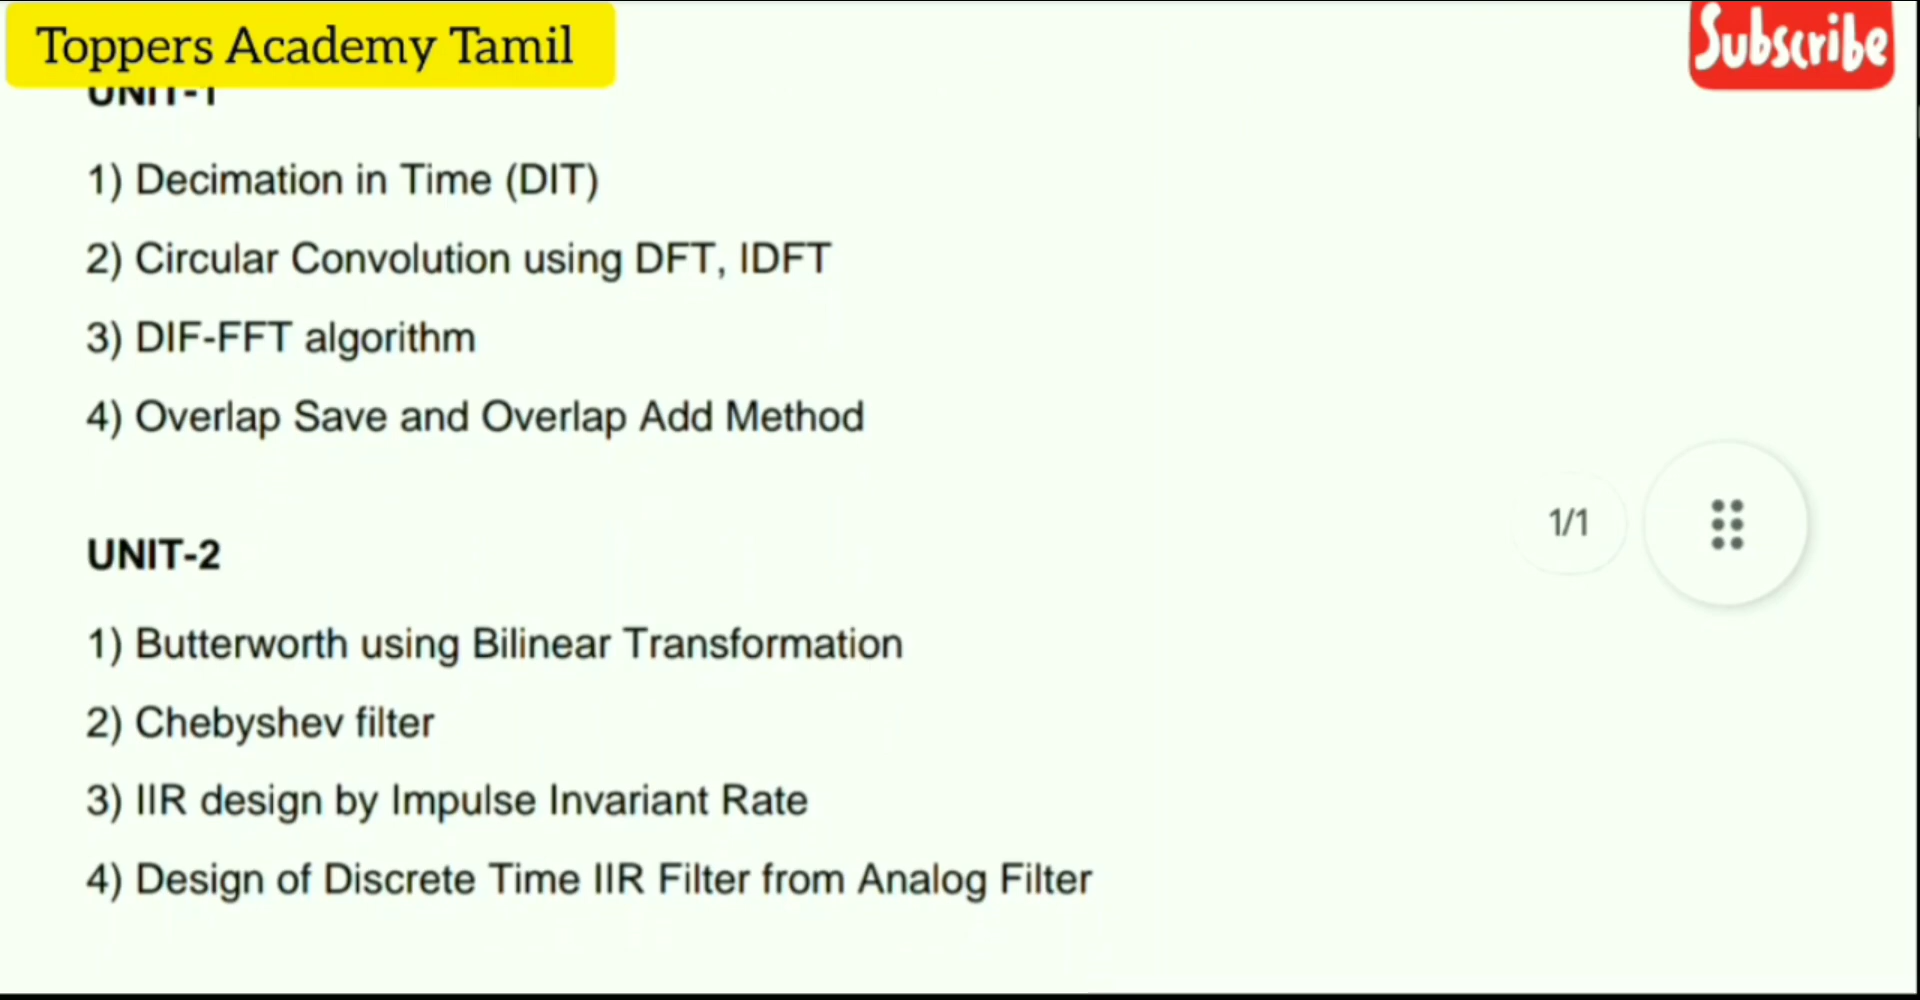 Toppers Academy Tamil
Subscribe
UNIT-1
1) Decimation in Time (DIT)
2) Circular Convolution using DFT, IDFT
3) DIF-FFT algorithm
4) Overlap Save and Overlap Add Method
1/1
UNIT-2
1) Butterworth using Bilinear Transformation
2) Chebyshev filter
3) IIR design by Impulse Invariant Rate
4) Design of Discrete Time IIR Filter from Analog Filter